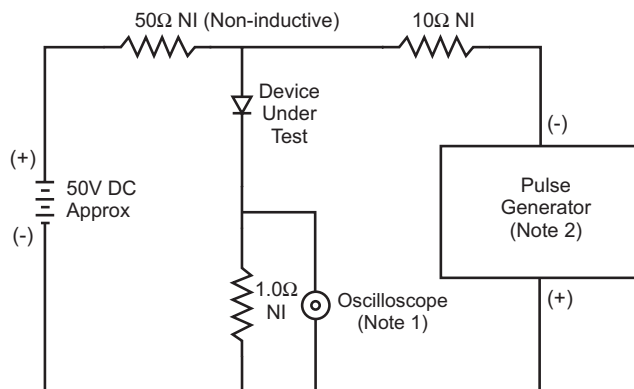 50Ω NI (Non-inductive)
10Ω NI
Device
Under
Test
(-)
(+)
50V DC
Approx
(-)
Pulse
Generator
(Note 2)
(+)
1.0Ω
NI
Oscilloscope
(Note 1)